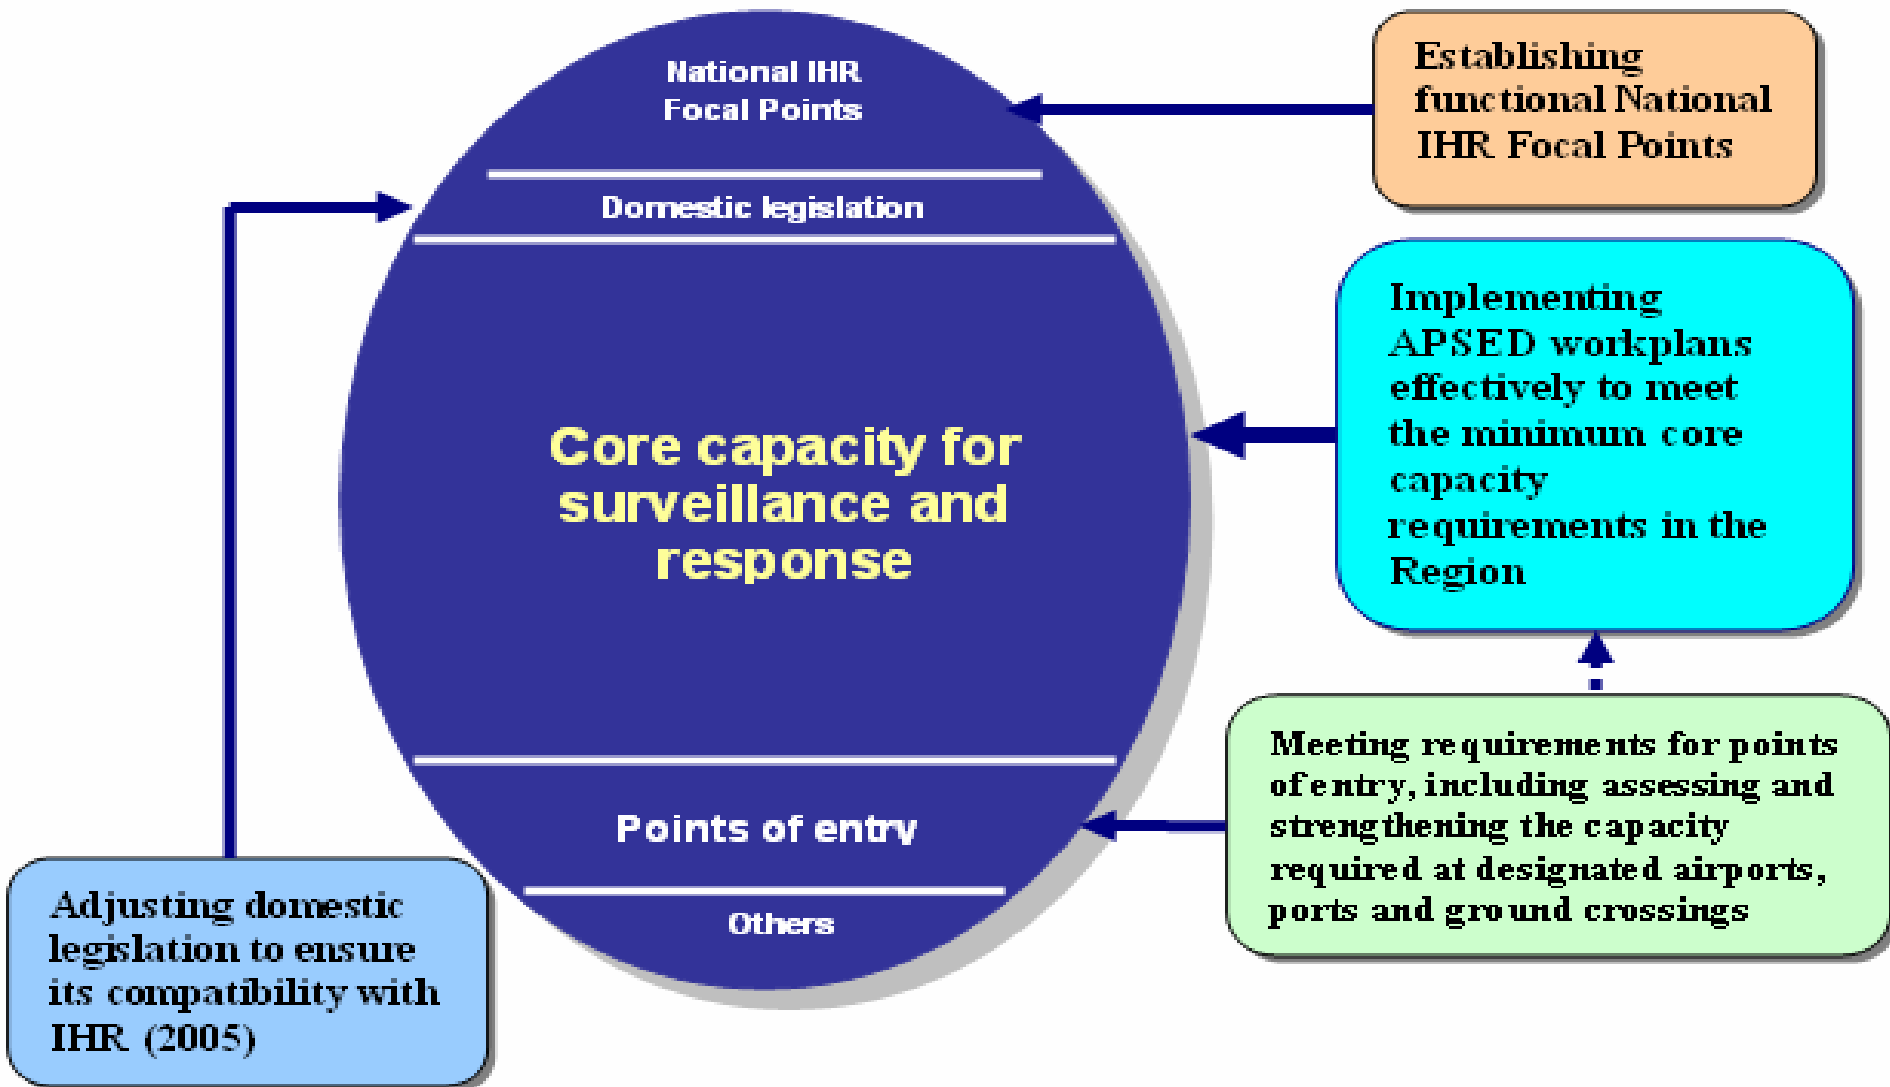 National IHR
Focal Points
Domestic legislation
Core capacity for
surveillance and
response
Points of entry
Others
Establishing
functional National
IHR Focal Points
Implementing
APSED workplans
effectively to meet
the minimum core
capacity
requirements in the
Region
Meeting requirements for points
of entry, including assessing and
strengthening the capacity
required at designated airports,
ports and ground crossings
Adjusting domestic
legislation to ensure
its compatibility with
IHR (2005)